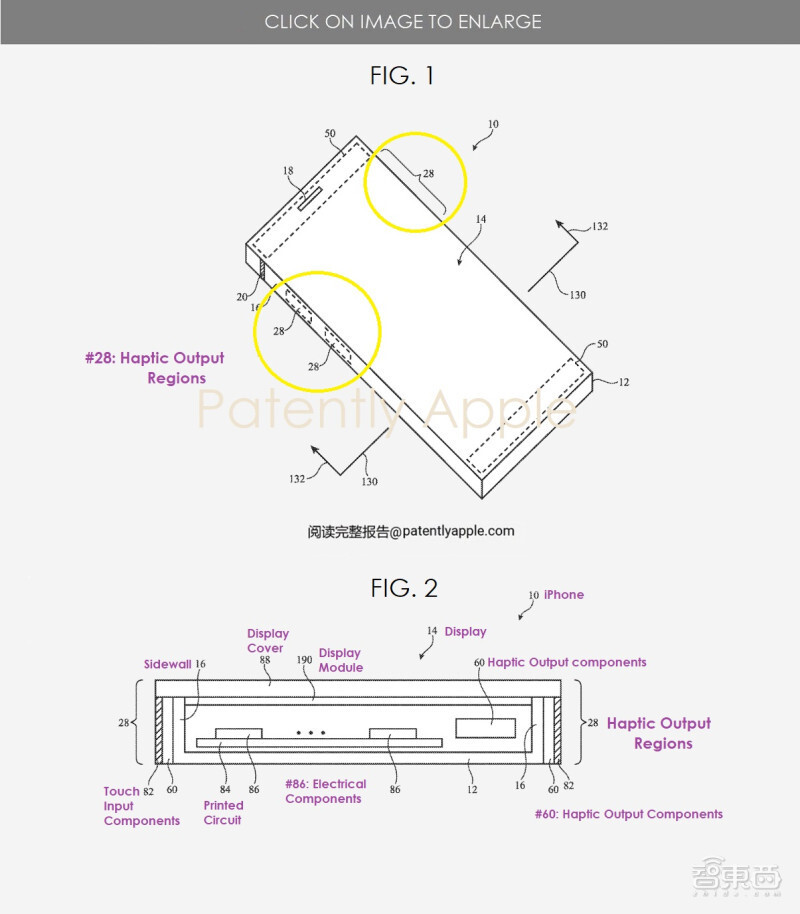 CLICK ON IMAGE TO ENLARGE
FIG. 1
50
10
18
28
14
132
130
20
16
28
28
50
12
#28: Haptic Output
Regions
Patently Apple
132
130
阅读完整报告@patentlyapple.com
FIG. 2
10 iPhone
Display
Cover
88
14 Display
Sidewall 16
190
Display
Module
60 Haptic Output components
28
28
Haptic Output
Regions
Touch
Input
Components
82
60
84
Printed
Circuit
86
#86: Electrical
Components
86
12
16
60
82
#60: Haptic Output Components
智東西